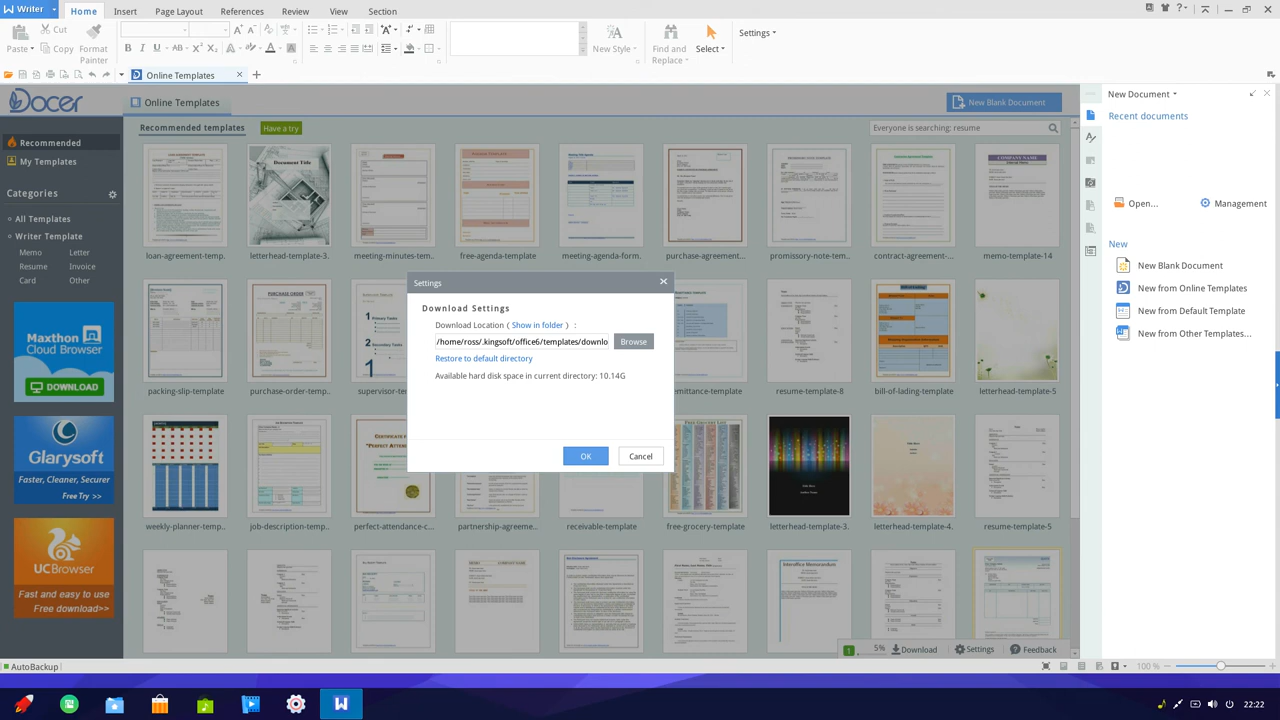 Writer
Home
Insert
Page Layout
References
Review
View
Section
Paste
Cut
Copy
Format
Painter
New Style
Find and
Replace
Select
Settings
Online Templates
Docer
Online Templates
New Blank Document
Recommended
My Templates
Categories
All Templates
Writer Template
Memo
Letter
Resume
Invoice
Card
Other
Maxthon
Cloud Browser
DOWNLOAD
Glarysoft
Faster, Cleaner, Securer
Free Try >>
UCBrowser
Fast and easy to use
Free download>>
Recommended templates
Have a try
Everyone is searching: resume
loan-agreement-temp.
letterhead-template-3.
meeting-minutes-tem..
free-agenda-template
meeting-agenda-form.
purchase-agreement...
promissory-note-tem..
contract-agreement-...
memo-template-14
packing-slip-template
purchase-order-temp..
resume-template-8
bill-of-lading-template
letterhead-template-5
weekly-planner-temp..
job-description-temp..
perfect-attendance-c...
partnership-agreeme..
receivable-template
free-grocery-template
letterhead-template-3.
letterhead-template-4.
resume-template-5
Document Title
COMPANY NAME
PURCHASE ORDER
Interoffice Memorandum
Settings
Download Settings
Download Location ( Show in folder ) :
/home/ross/.kingsoft/office6/templates/downlo
Browse
Restore to default directory
Available hard disk space in current directory: 10.14G
OK
Cancel
1
5%
Download
Settings
Feedback
New Document
Recent documents
Open...
Management
New
New Blank Document
New from Online Templates
New from Default Template
New from Other Templates...
AutoBackup
100 %
22:22